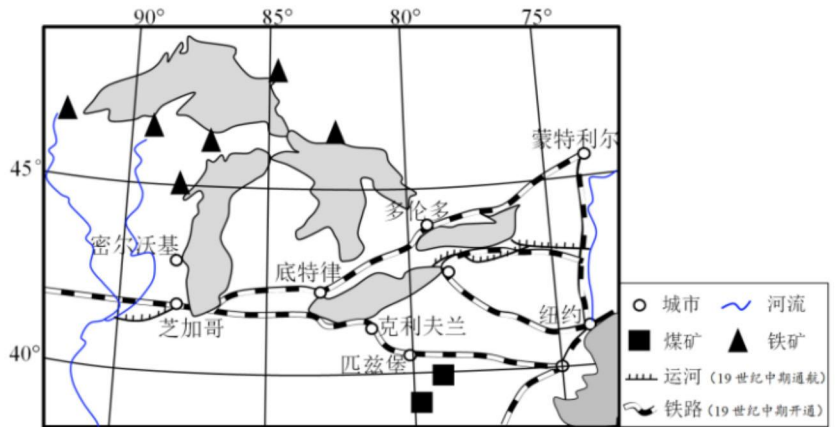 90°
85°
80°
75°
45°
40°
蒙特利尔
多伦多
密尔沃基
底特律
芝加哥
克利夫兰
纽约
匹兹堡
城市
河流
煤矿
铁矿
运河（19世纪中期通航）
铁路（19世纪中期开通）